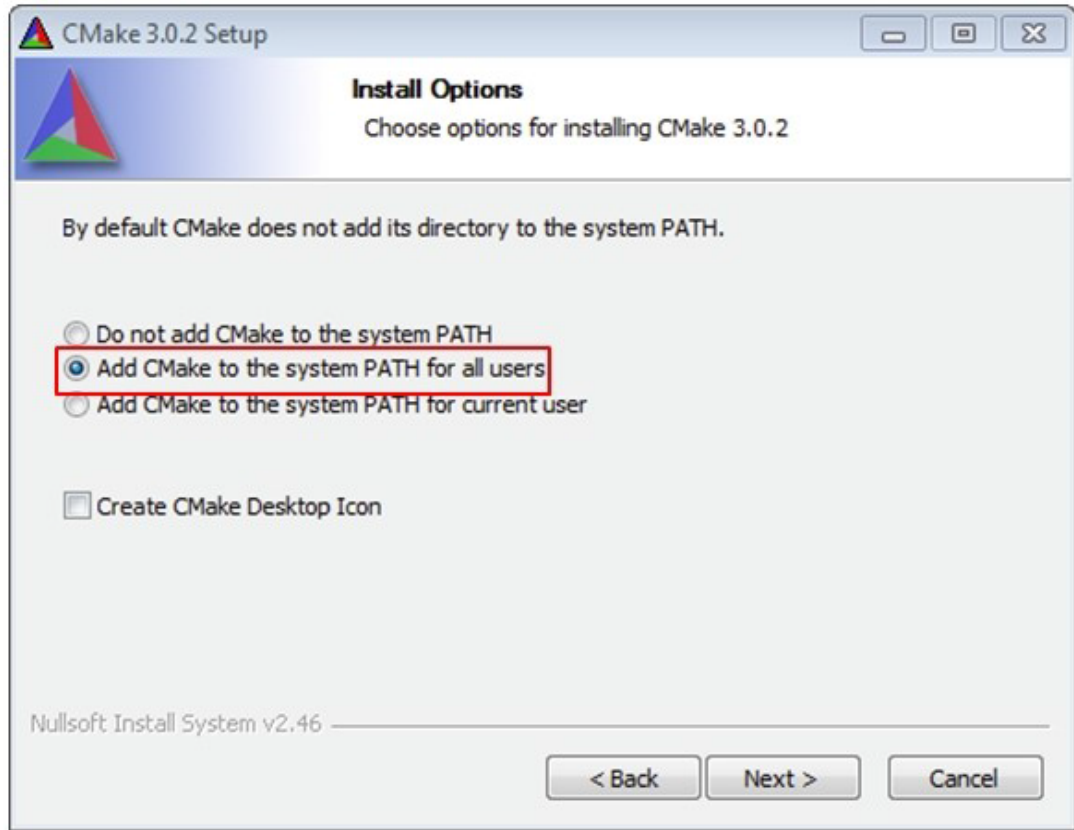 CMake 3.0.2 Setup
Install Options
Choose options for installing CMake 3.0.2
By default CMake does not add its directory to the system PATH.
Do not add CMake to the system PATH
Add CMake to the system PATH for all users
Add CMake to the system PATH for current user
Create CMake Desktop Icon
Nullsoft Install System v2.46
< Back Next > Cancel